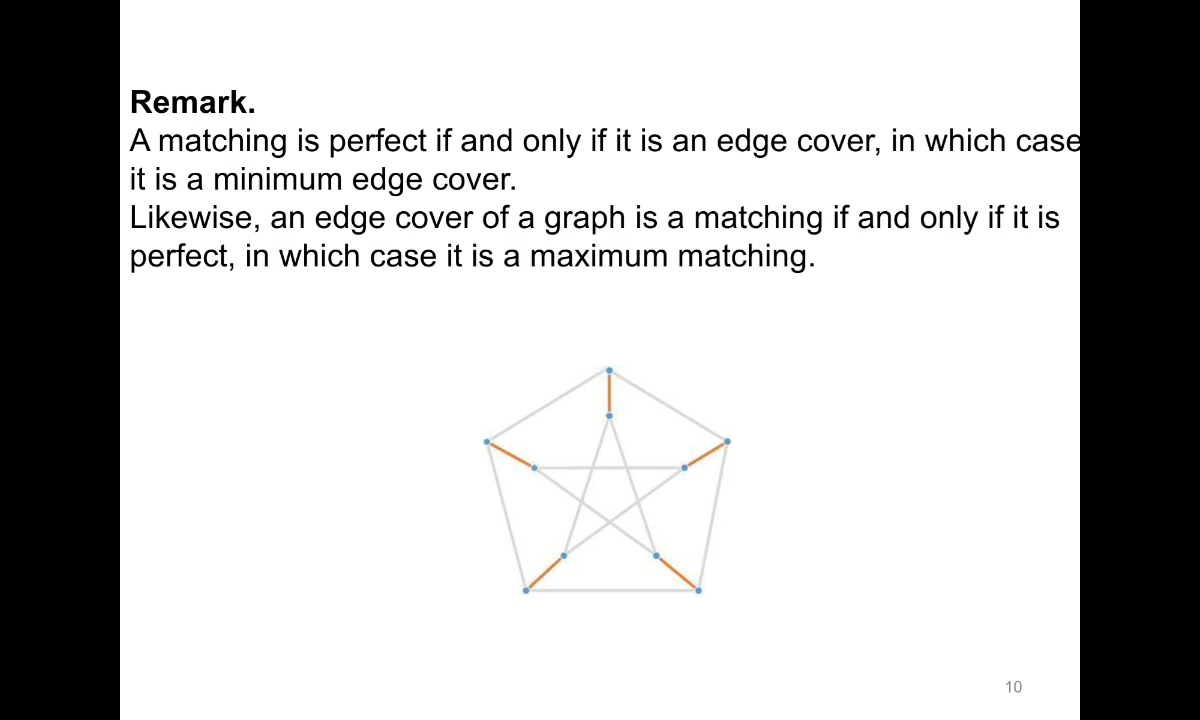 Remark.
A matching is perfect if and only if it is an edge cover, in which case
it is a minimum edge cover.
Likewise, an edge cover of a graph is a matching if and only if it is
perfect, in which case it is a maximum matching.
10